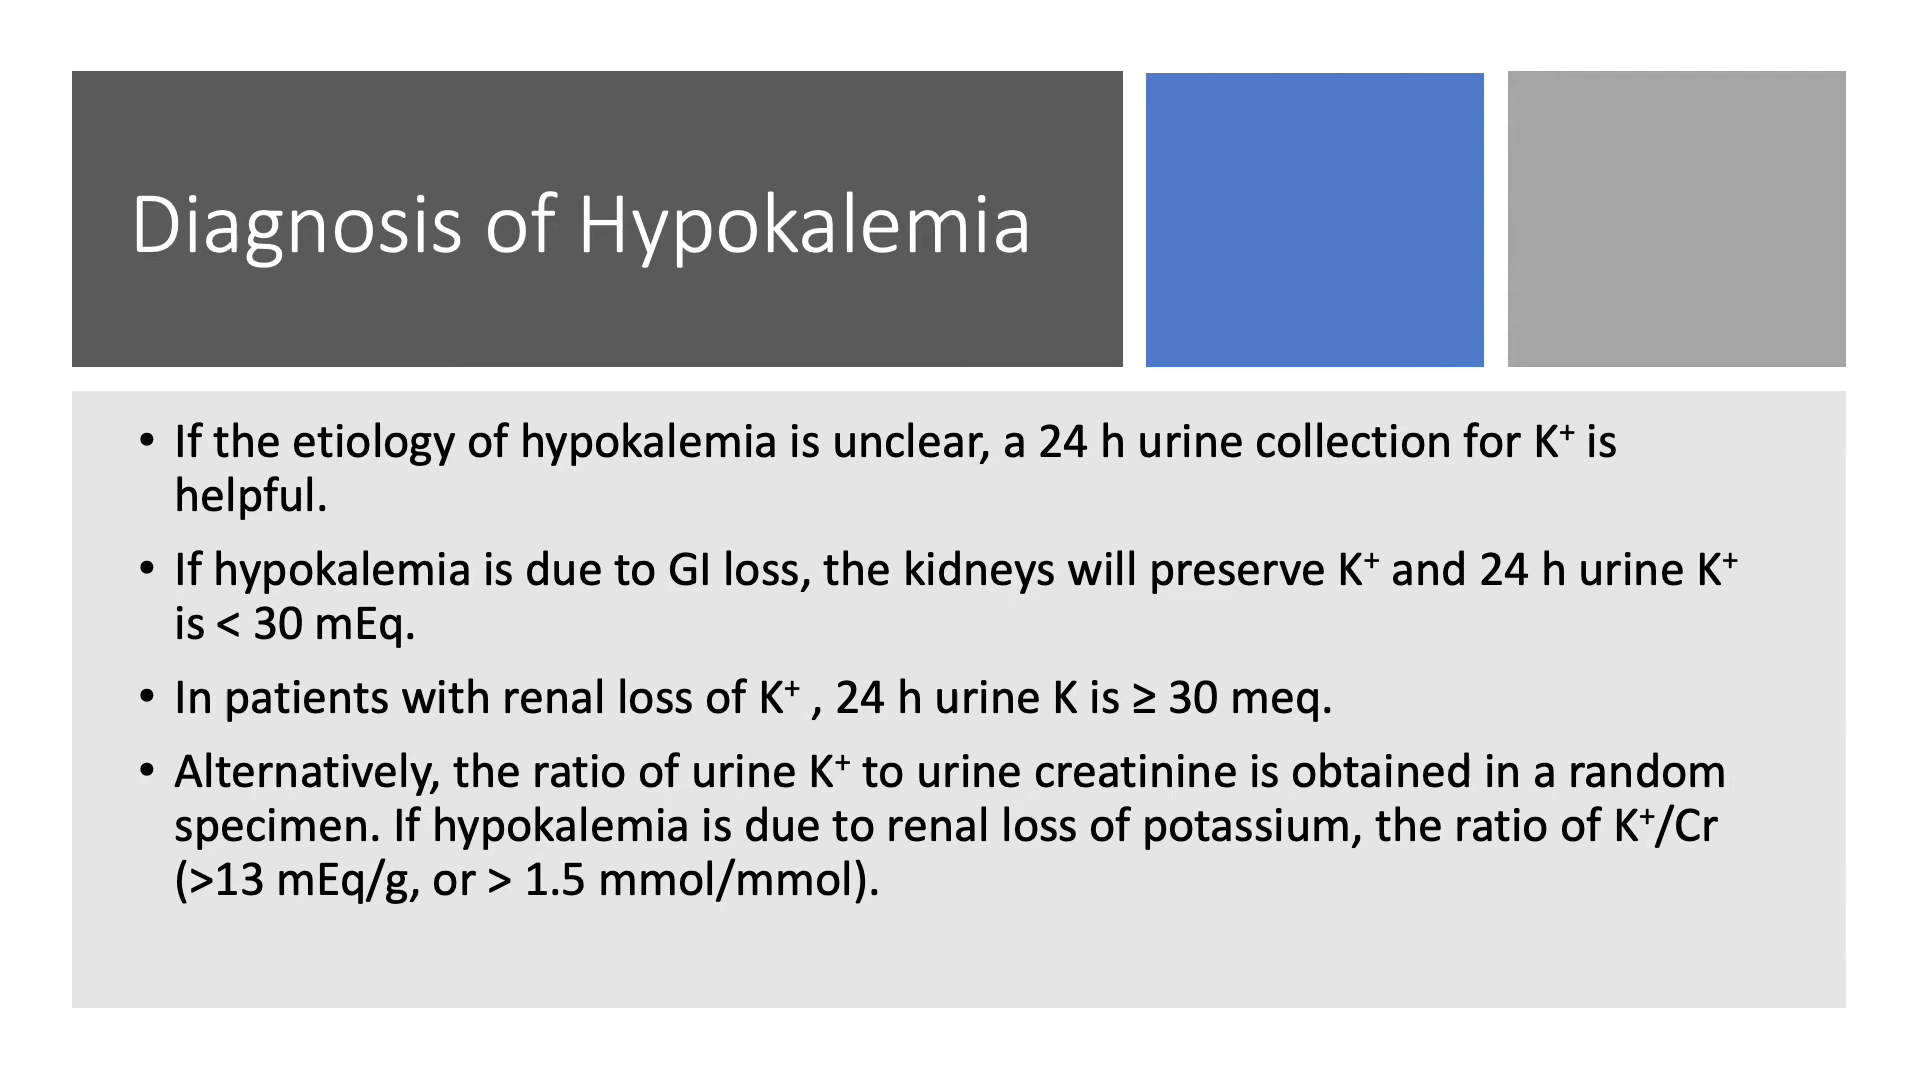 Diagnosis of Hypokalemia
• If the etiology of hypokalemia is unclear, a 24 h urine collection for K⁺ is
helpful.
• If hypokalemia is due to GI loss, the kidneys will preserve K⁺ and 24 h urine K⁺
is < 30 mEq.
• In patients with renal loss of K⁺ , 24 h urine K is ≥ 30 meq.
• Alternatively, the ratio of urine K⁺ to urine creatinine is obtained in a random
specimen. If hypokalemia is due to renal loss of potassium, the ratio of K⁺/Cr
(>13 mEq/g, or > 1.5 mmol/mmol).